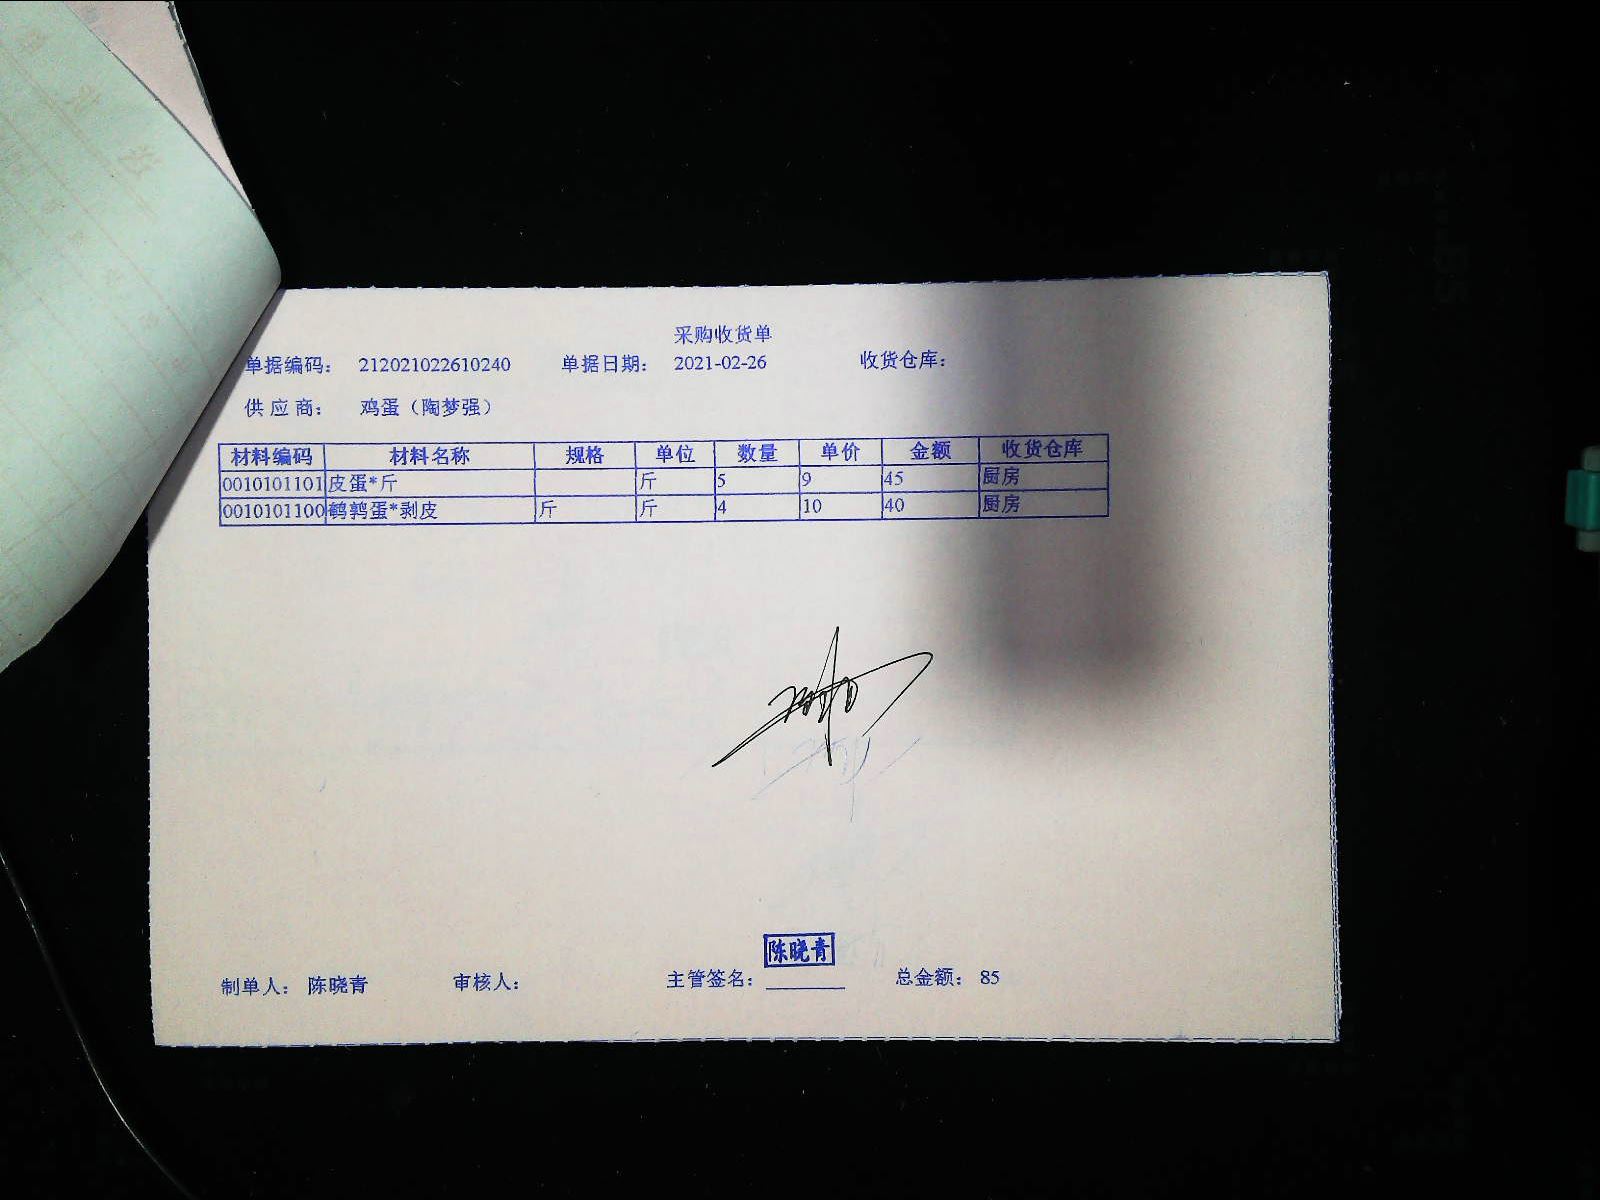 采购收货单
单据编码： 212021022610240 单据日期： 2021-02-26 收货仓库：
供应商： 鸡蛋（陶梦强）
材料编码 材料名称 规格 单位 数量 单价 金额 收货仓库
0010101101 皮蛋*斤 斤 5 9 45 厨房
0010101100 鹌鹑蛋*剥皮 斤 斤 4 10 40 厨房
陈晓青
制单人： 陈晓青 审核人： 主管签名： 总金额： 85